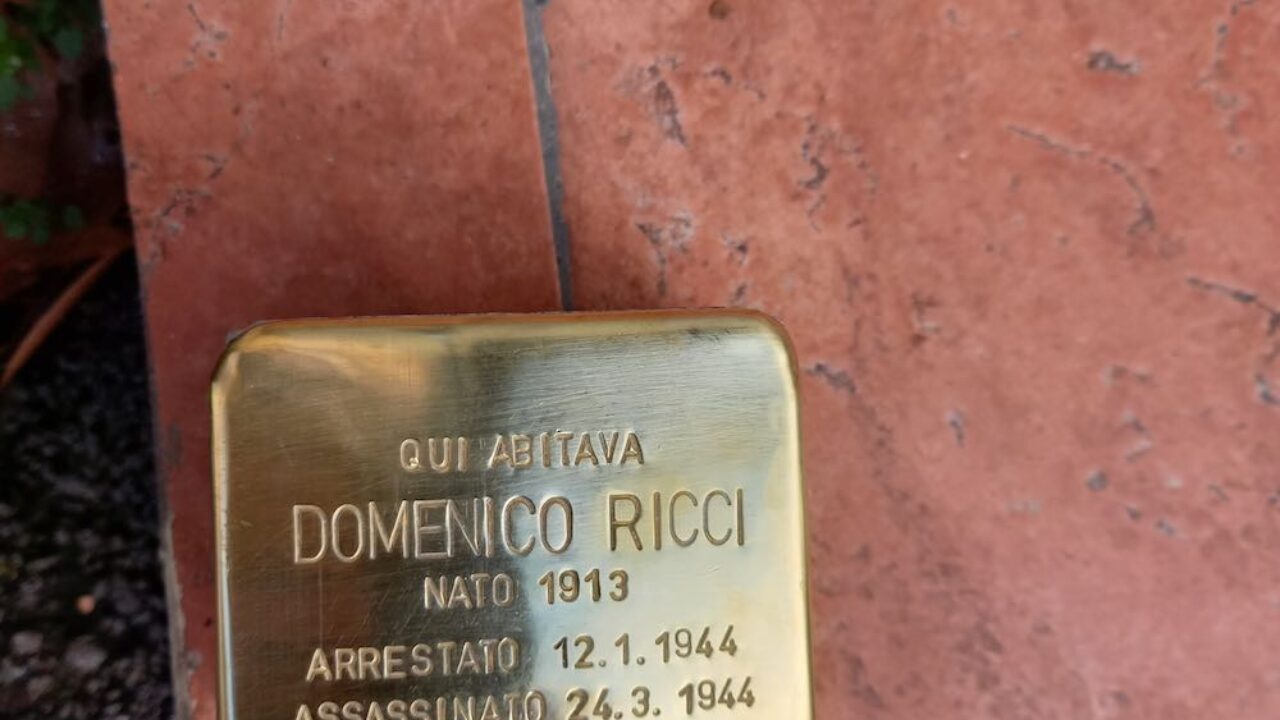 QUI ABITAVA
DOMENICO RICCI
NATO 1913
ARRESTATO 12.1.1944
ASSASSINATO 24.3.1944